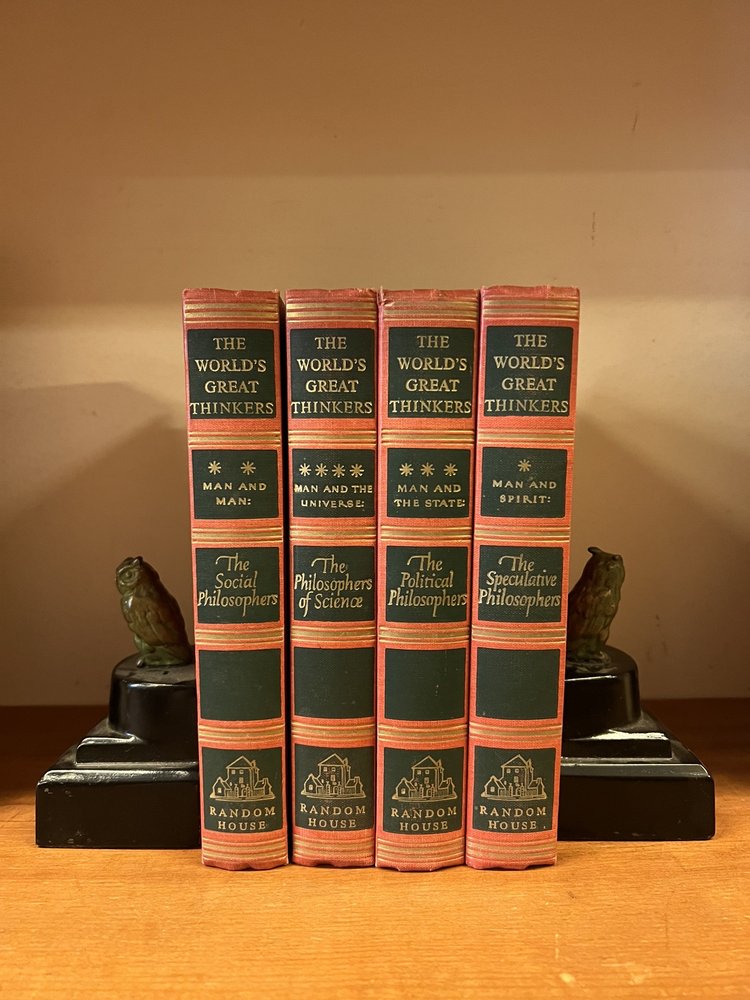 THE
WORLD'S
GREAT
THINKERS
** 
MAN AND
MAN:
The
Social
Philosophers
RANDOM
HOUSE
THE
WORLD'S
GREAT
THINKERS
****
MAN AND THE
UNIVERSE:
The
Philosophers
of Science
RANDOM
HOUSE
THE
WORLD'S
GREAT
THINKERS
***
MAN AND
THE STATE:
The
Political
Philosophers
RANDOM
HOUSE
THE
WORLD'S
GREAT
THINKERS
*
MAN AND
SPIRIT:
The
Speculative
Philosophers
RANDOM
HOUSE